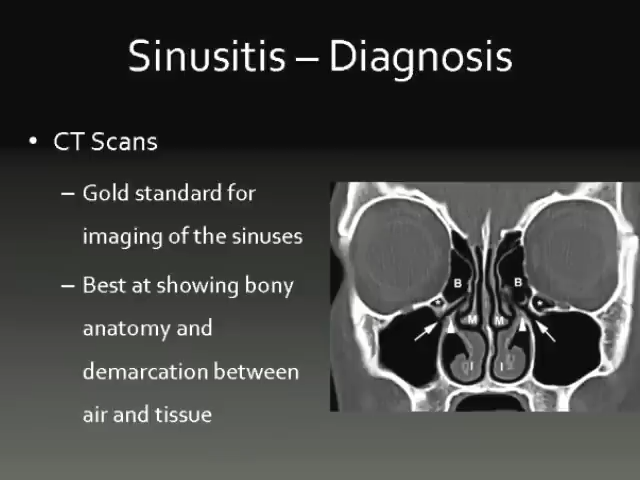 Sinusitis – Diagnosis
• CT Scans
– Gold standard for
imaging of the sinuses
– Best at showing bony
anatomy and
demarcation between
air and tissue
B B
* *
M M
I I